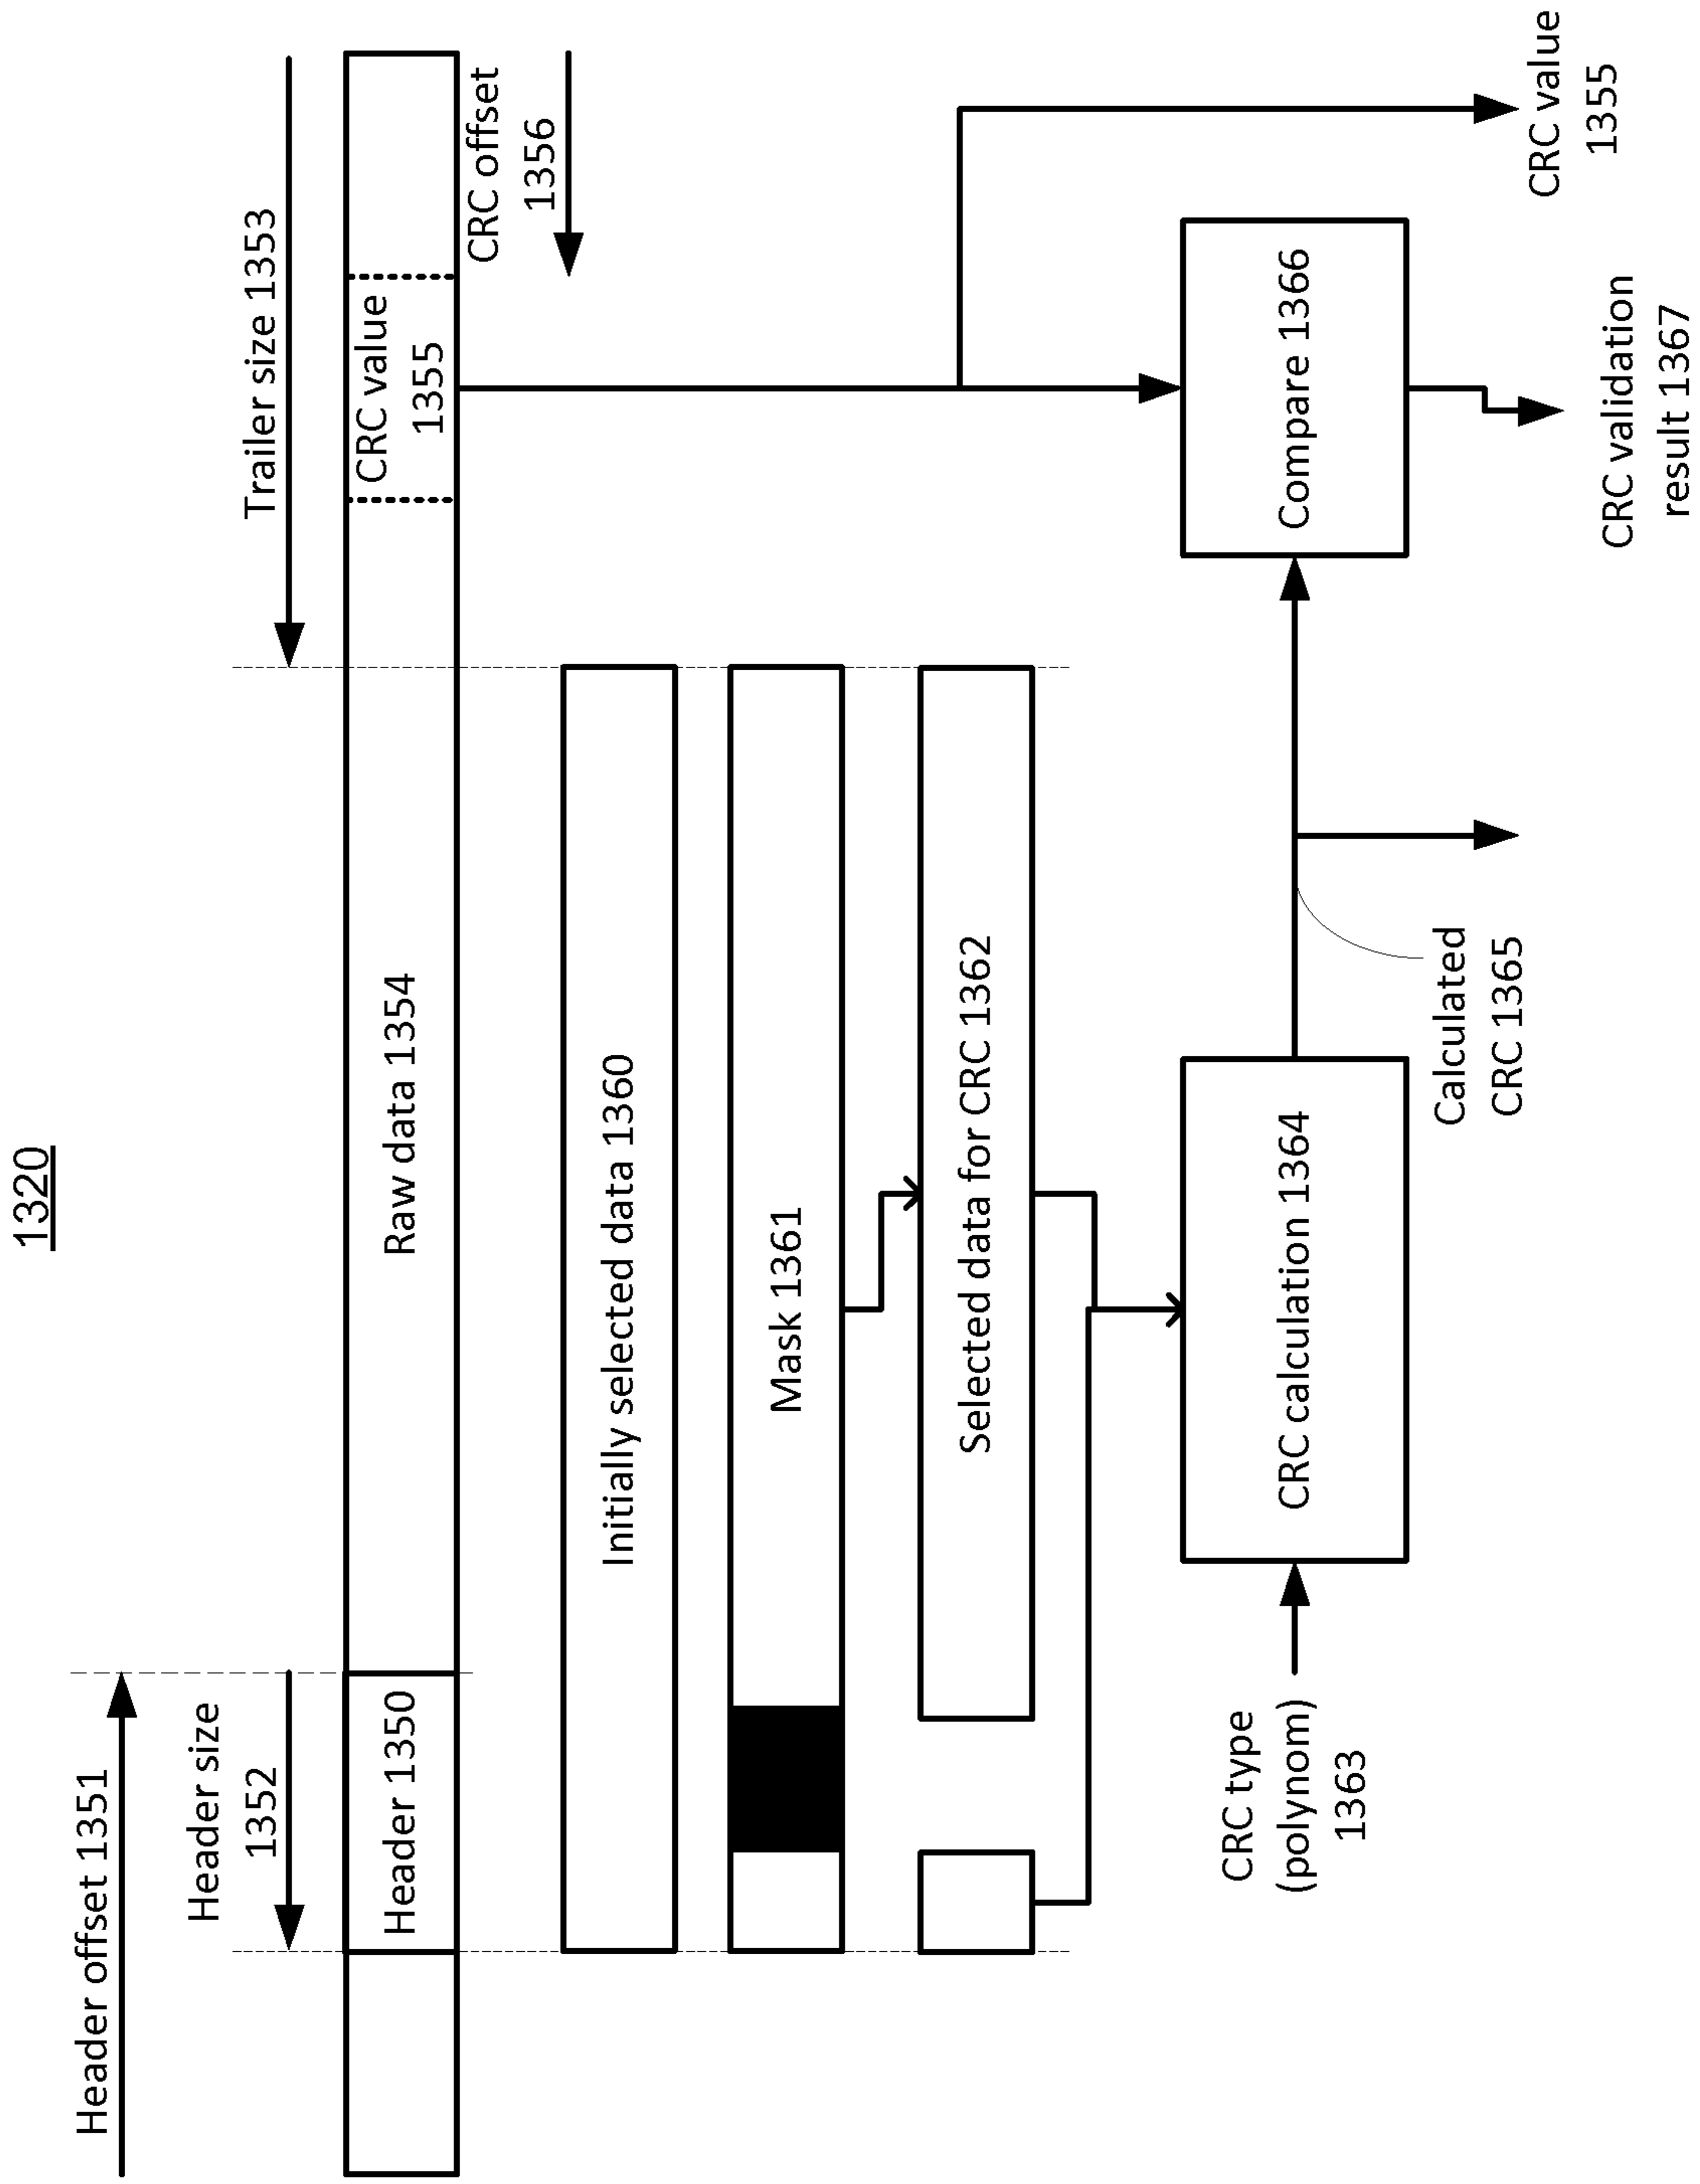 1320
Header offset 1351
Header size
1352
Trailer size 1353
Header 1350
Raw data 1354
CRC value
1355
CRC offset
1356
Initially selected data 1360
Mask 1361
Selected data for CRC 1362
CRC type
(polynom)
1363
CRC calculation 1364
Calculated
CRC 1365
Compare 1366
CRC validation
result 1367
CRC value
1355